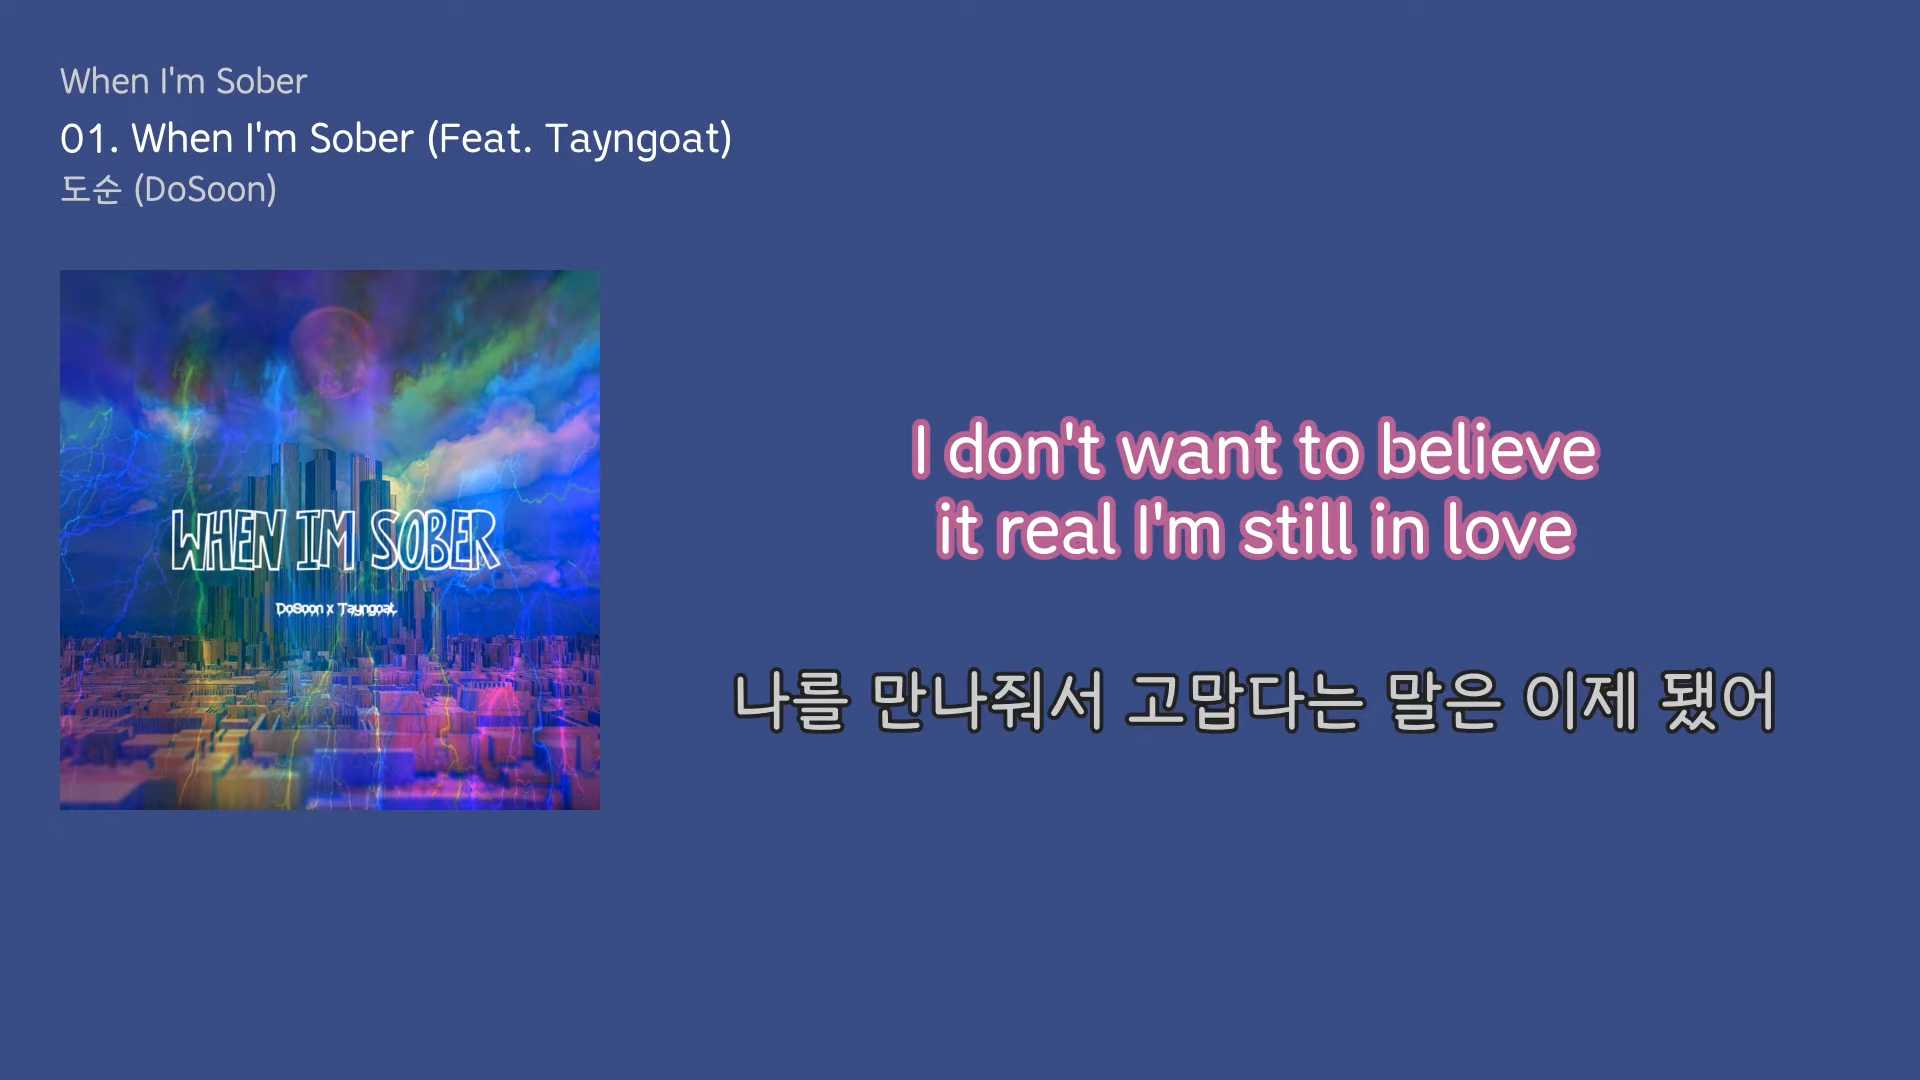 When I'm Sober
01. When I'm Sober (Feat. Tayngoat)
도순 (DoSoon)
WHEN IM SOBER
DoSoon x Tayngoat
I don't want to believe
it real I'm still in love
나를 만나줘서 고맙다는 말은 이제 됐어